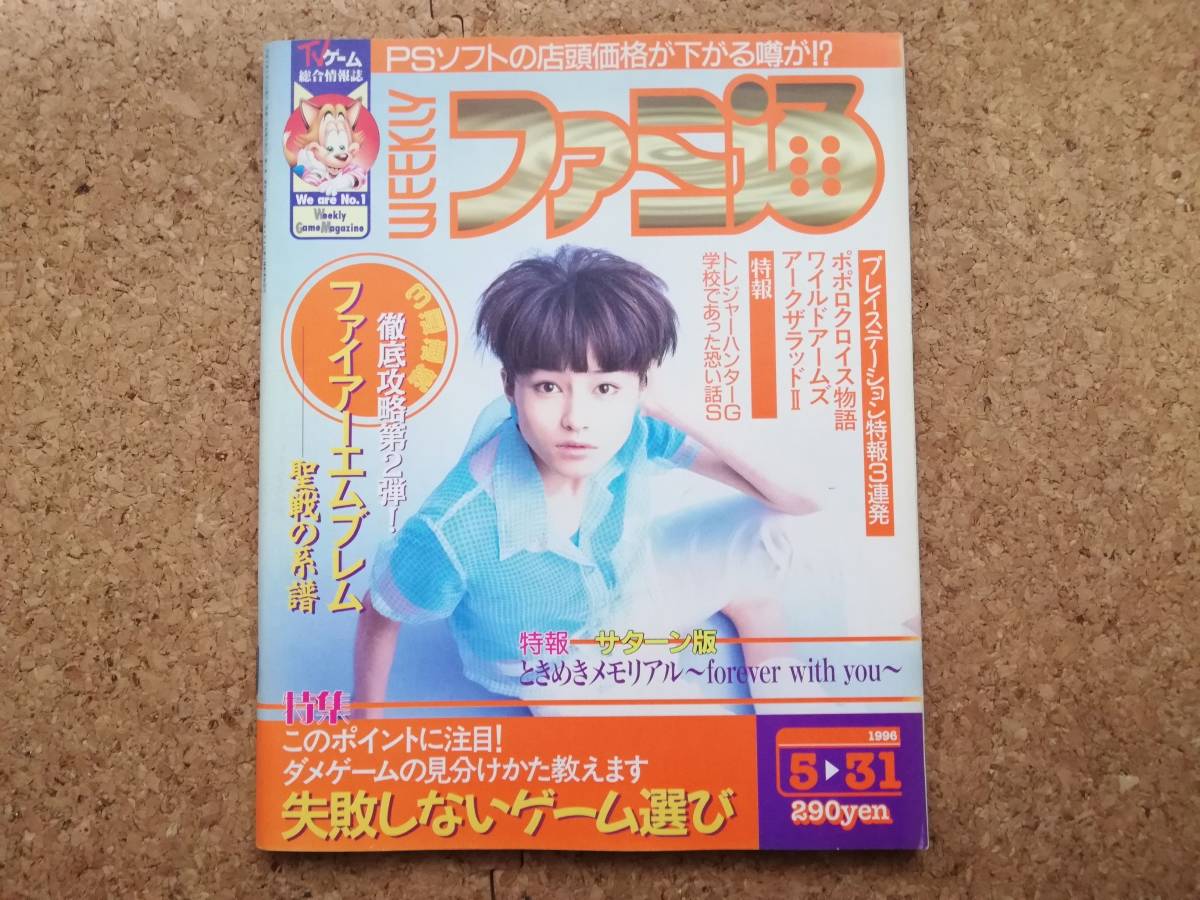 PSソフトの店頭価格が下がる噂が!?
TVゲーム
総合情報誌
We are No.1
Weekly
GameMagazine
WEEKLY
ファミ通
プレイステーション特報3連発
ポポロクロイス物語
ワイルドアームズ
アークザラッドⅡ
特報
トレジャーハンターG
学校であった恐い話S
徹底攻略第2弾!
ファイアーエムブレム
聖戦の系譜
特報
サターン版
ときめきメモリアル〜forever with you〜
特集
このポイントに注目!
ダメゲームの見分けかた教えます
失敗しないゲーム選び
1996
5▶31
290yen